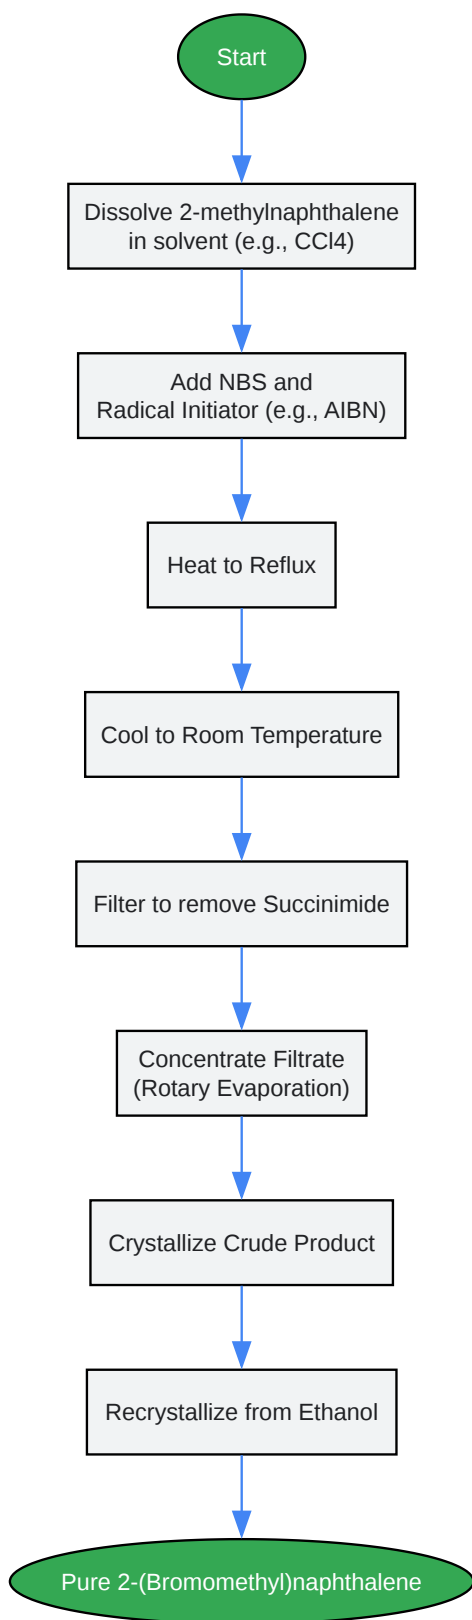 Start
Dissolve 2-methylnaphthalene
in solvent (e.g., CCl4)
Add NBS and
Radical Initiator (e.g., AIBN)
Heat to Reflux
Cool to Room Temperature
Filter to remove Succinimide
Concentrate Filtrate
(Rotary Evaporation)
Crystallize Crude Product
Recrystallize from Ethanol
Pure 2-(Bromomethyl)naphthalene